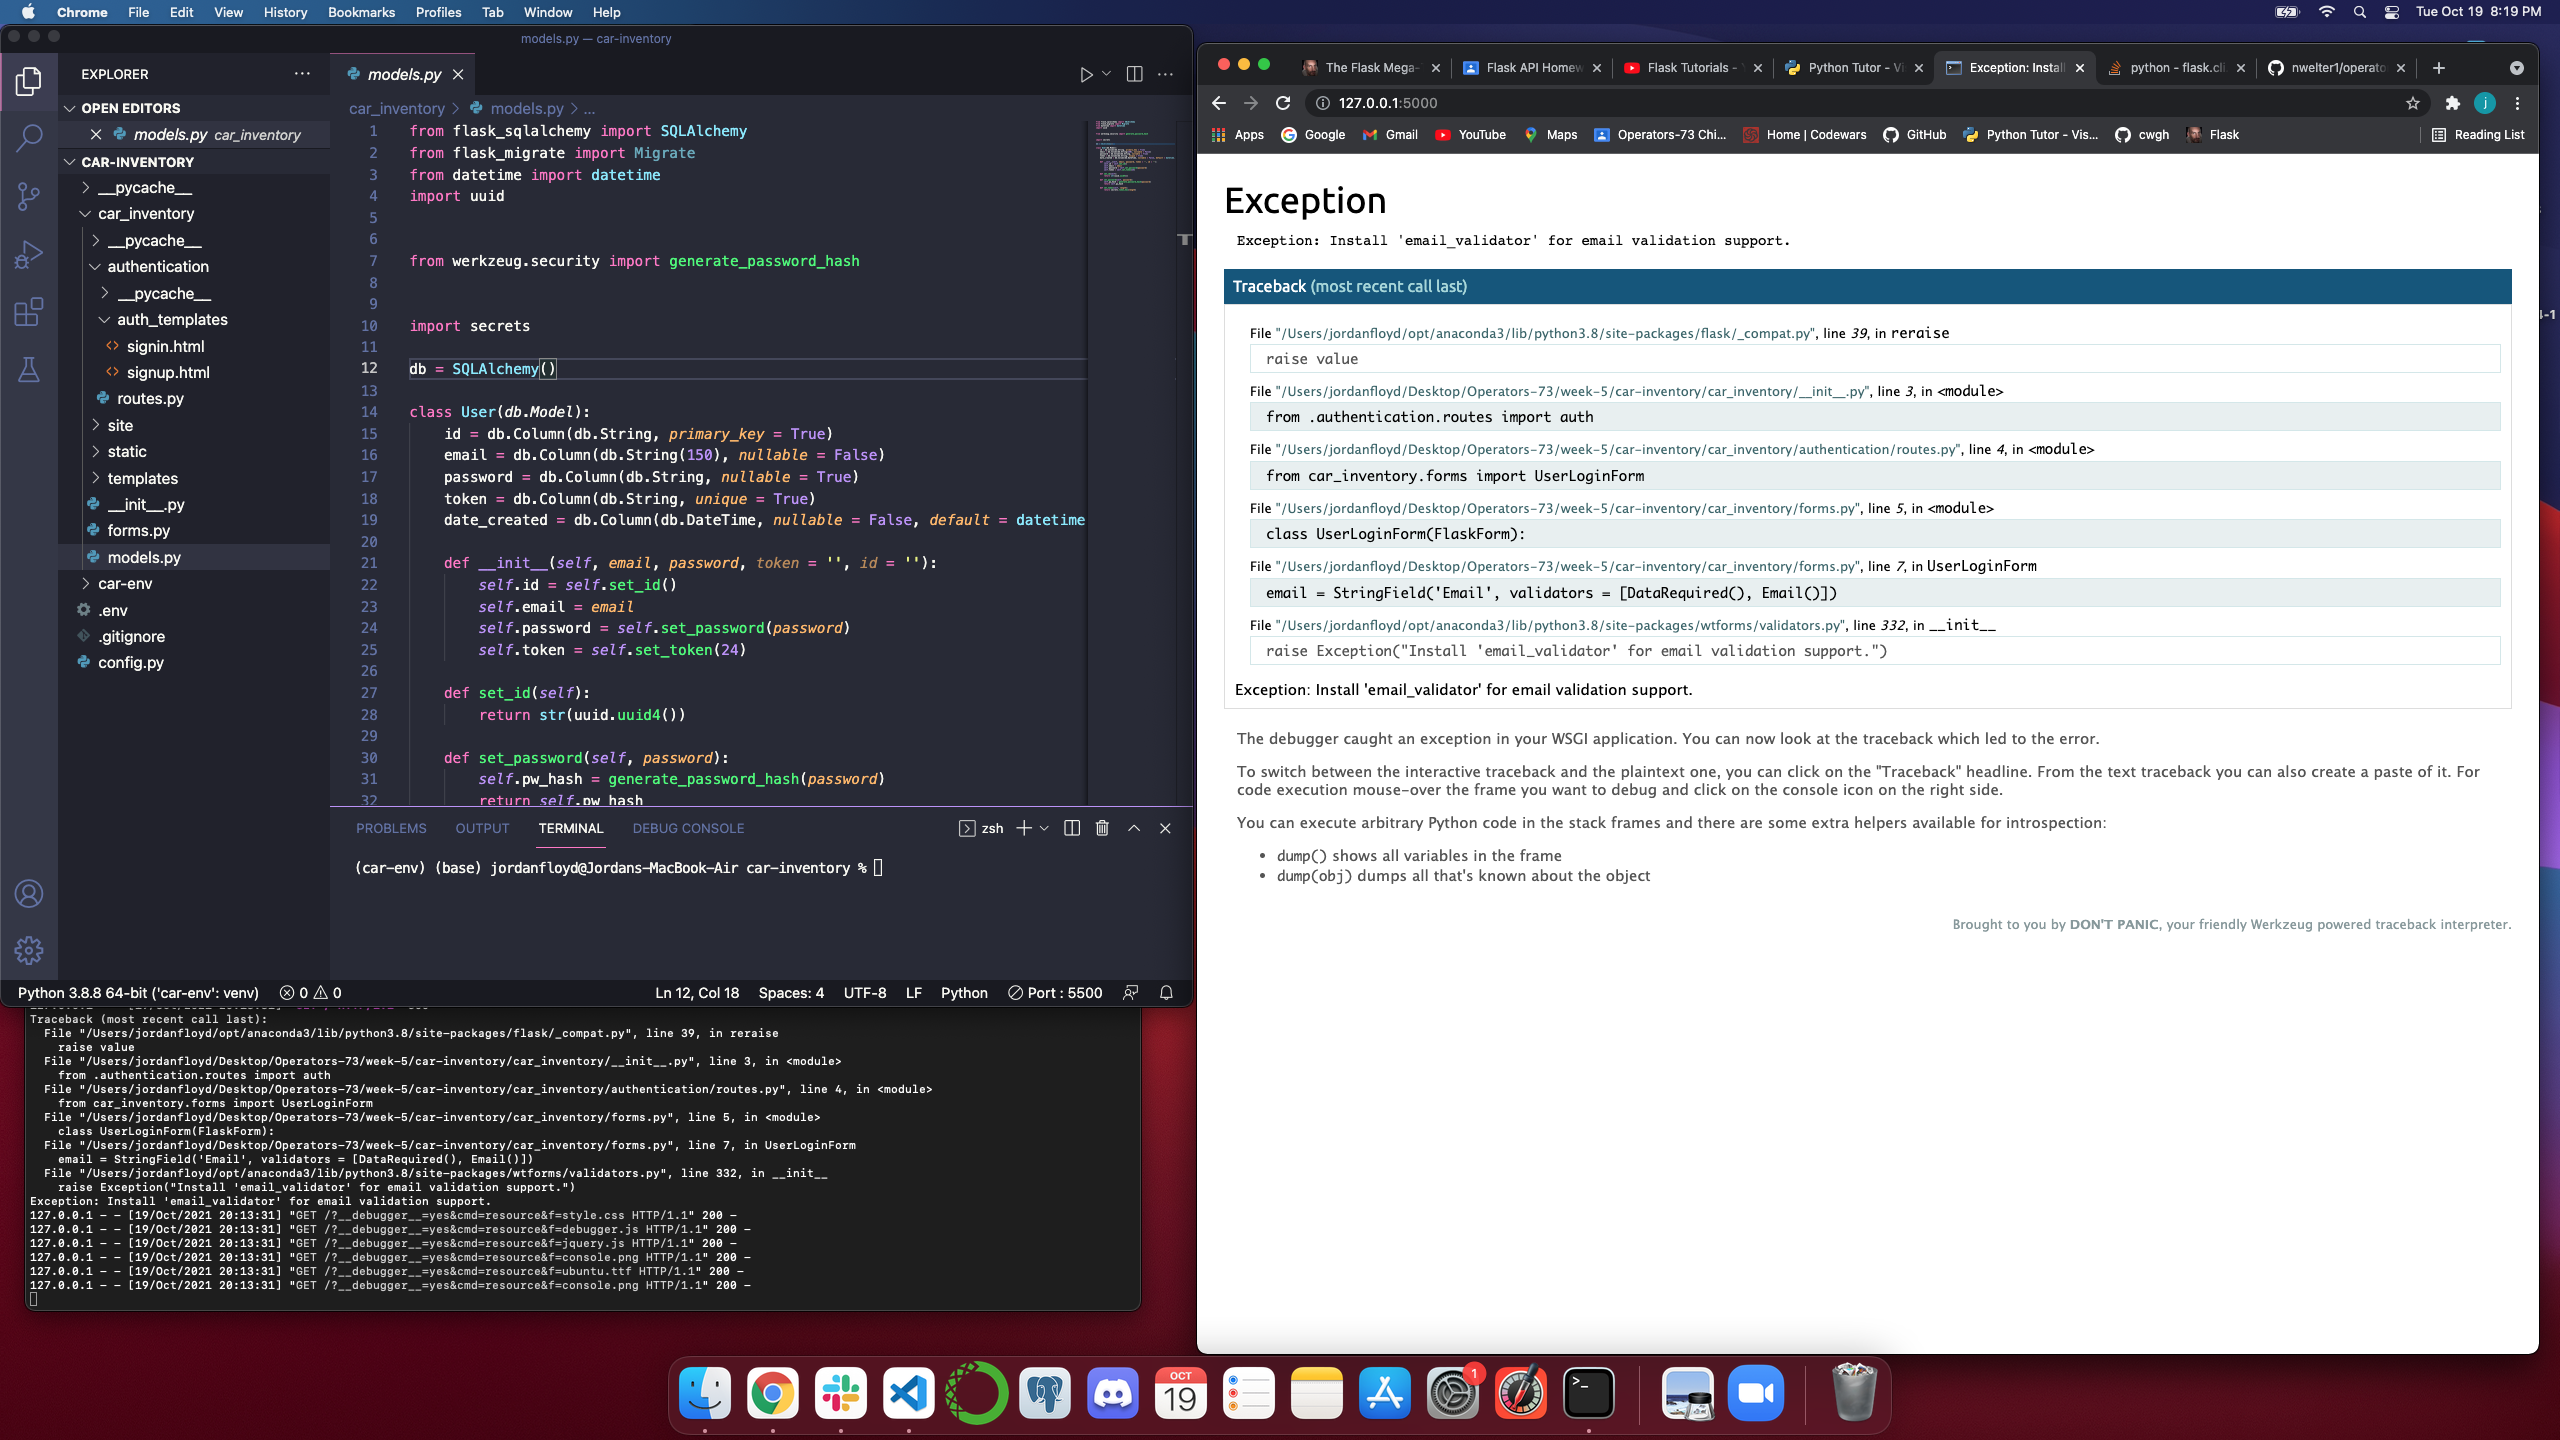 Chrome File Edit View History Bookmarks Profiles Tab Window Help
Tue Oct 19 8:19 PM
models.py — car-inventory
EXPLORER
OPEN EDITORS
models.py car_inventory
CAR-INVENTORY
__pycache__
car_inventory
__pycache__
authentication
__pycache__
auth_templates
signin.html
signup.html
routes.py
site
static
templates
__init__.py
forms.py
models.py
car-env
.env
.gitignore
config.py
models.py
car_inventory > models.py > ...
1 from flask_sqlalchemy import SQLAlchemy
2 from flask_migrate import Migrate
3 from datetime import datetime
4 import uuid
5
6
7 from werkzeug.security import generate_password_hash
8
9
10 import secrets
11
12 db = SQLAlchemy()
13
14 class User(db.Model):
15 id = db.Column(db.String, primary_key = True)
16 email = db.Column(db.String(150), nullable = False)
17 password = db.Column(db.String, nullable = True)
18 token = db.Column(db.String, unique = True)
19 date_created = db.Column(db.DateTime, nullable = False, default = datetime
20
21 def __init__(self, email, password, token = '', id = ''):
22 self.id = self.set_id()
23 self.email = email
24 self.password = self.set_password(password)
25 self.token = self.set_token(24)
26
27 def set_id(self):
28 return str(uuid.uuid4())
29
30 def set_password(self, password):
31 self.pw_hash = generate_password_hash(password)
32 return self.pw_hash
PROBLEMS OUTPUT TERMINAL DEBUG CONSOLE
zsh
(car-env) (base) jordanfloyd@Jordans-MacBook-Air car-inventory %
Python 3.8.8 64-bit ('car-env': venv) 0 0
Ln 12, Col 18 Spaces: 4 UTF-8 LF Python Port : 5500
Traceback (most recent call last):
File "/Users/jordanfloyd/opt/anaconda3/lib/python3.8/site-packages/flask/_compat.py", line 39, in reraise
raise value
File "/Users/jordanfloyd/Desktop/Operators-73/week-5/car-inventory/car_inventory/__init__.py", line 3, in <module>
from .authentication.routes import auth
File "/Users/jordanfloyd/Desktop/Operators-73/week-5/car-inventory/car_inventory/authentication/routes.py", line 4, in <module>
from car_inventory.forms import UserLoginForm
File "/Users/jordanfloyd/Desktop/Operators-73/week-5/car-inventory/car_inventory/forms.py", line 5, in <module>
class UserLoginForm(FlaskForm):
File "/Users/jordanfloyd/Desktop/Operators-73/week-5/car-inventory/car_inventory/forms.py", line 7, in UserLoginForm
email = StringField('Email', validators = [DataRequired(), Email()])
File "/Users/jordanfloyd/opt/anaconda3/lib/python3.8/site-packages/wtforms/validators.py", line 332, in __init__
raise Exception("Install 'email_validator' for email validation support.")
Exception: Install 'email_validator' for email validation support.
127.0.0.1 - - [19/Oct/2021 20:13:31] "GET /?__debugger__=yes&cmd=resource&f=style.css HTTP/1.1" 200 -
127.0.0.1 - - [19/Oct/2021 20:13:31] "GET /?__debugger__=yes&cmd=resource&f=debugger.js HTTP/1.1" 200 -
127.0.0.1 - - [19/Oct/2021 20:13:31] "GET /?__debugger__=yes&cmd=resource&f=jquery.js HTTP/1.1" 200 -
127.0.0.1 - - [19/Oct/2021 20:13:31] "GET /?__debugger__=yes&cmd=resource&f=console.png HTTP/1.1" 200 -
127.0.0.1 - - [19/Oct/2021 20:13:31] "GET /?__debugger__=yes&cmd=resource&f=ubuntu.ttf HTTP/1.1" 200 -
127.0.0.1 - - [19/Oct/2021 20:13:31] "GET /?__debugger__=yes&cmd=resource&f=console.png HTTP/1.1" 200 -
The Flask Mega- Flask API Homew Flask Tutorials - Python Tutor - Vi Exception: Install python - flask.cli. nwelter1/operato
127.0.0.1:5000
j
Apps Google Gmail YouTube Maps Operators-73 Chi... Home | Codewars GitHub Python Tutor - Vis... cwgh Flask Reading List
Exception
Exception: Install 'email_validator' for email validation support.
Traceback (most recent call last)
File "/Users/jordanfloyd/opt/anaconda3/lib/python3.8/site-packages/flask/_compat.py", line 39, in reraise
raise value
File "/Users/jordanfloyd/Desktop/Operators-73/week-5/car-inventory/car_inventory/__init__.py", line 3, in <module>
from .authentication.routes import auth
File "/Users/jordanfloyd/Desktop/Operators-73/week-5/car-inventory/car_inventory/authentication/routes.py", line 4, in <module>
from car_inventory.forms import UserLoginForm
File "/Users/jordanfloyd/Desktop/Operators-73/week-5/car-inventory/car_inventory/forms.py", line 5, in <module>
class UserLoginForm(FlaskForm):
File "/Users/jordanfloyd/Desktop/Operators-73/week-5/car-inventory/car_inventory/forms.py", line 7, in UserLoginForm
email = StringField('Email', validators = [DataRequired(), Email()])
File "/Users/jordanfloyd/opt/anaconda3/lib/python3.8/site-packages/wtforms/validators.py", line 332, in __init__
raise Exception("Install 'email_validator' for email validation support.")
Exception: Install 'email_validator' for email validation support.
The debugger caught an exception in your WSGI application. You can now look at the traceback which led to the error.
To switch between the interactive traceback and the plaintext one, you can click on the "Traceback" headline. From the text traceback you can also create a paste of it. For
code execution mouse-over the frame you want to debug and click on the console icon on the right side.
You can execute arbitrary Python code in the stack frames and there are some extra helpers available for introspection:
• dump() shows all variables in the frame
• dump(obj) dumps all that's known about the object
Brought to you by DON'T PANIC, your friendly Werkzeug powered traceback interpreter.
4-1
OCT
19
1